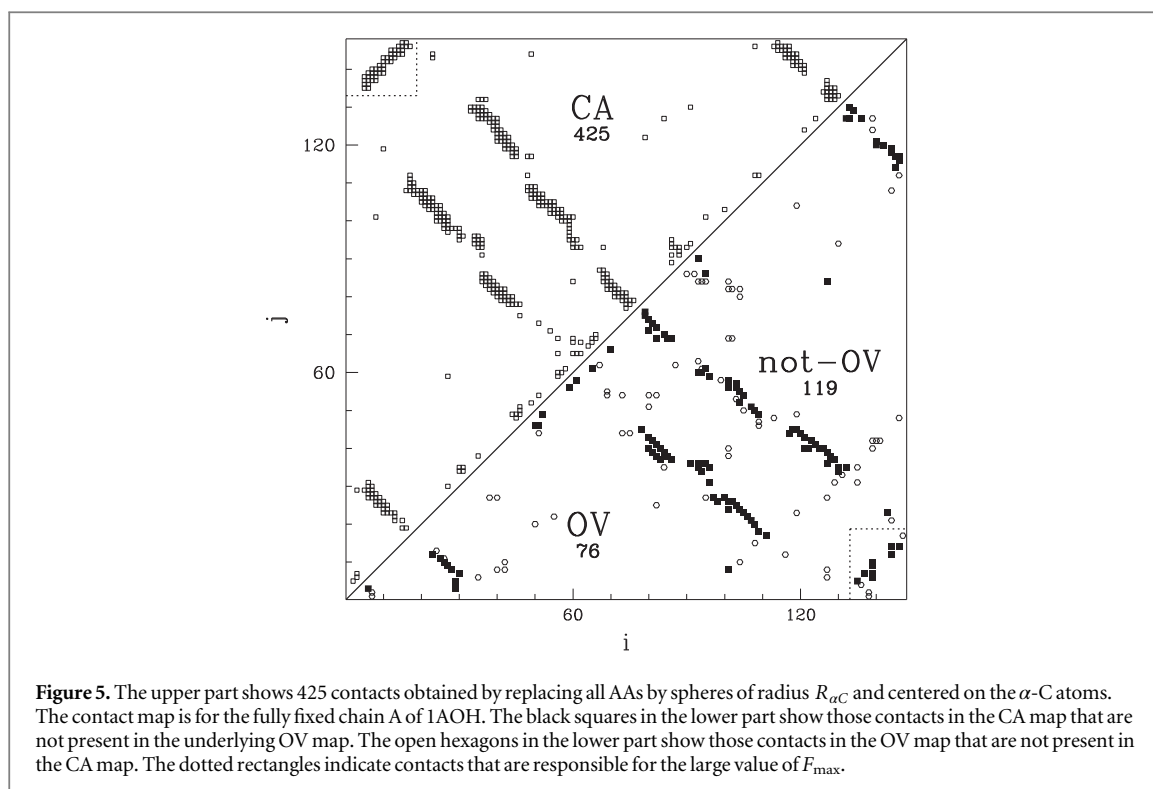 CA
425
120
j
60
not–OV
119
OV
76
60
120
i
Figure 5. The upper part shows 425 contacts obtained by replacing all AAs by spheres of radius RαC and centered on the α-C atoms.
The contact map is for the fully fixed chain A of 1AOH. The black squares in the lower part show those contacts in the CA map that are
not present in the underlying OV map. The open hexagons in the lower part show those contacts in the OV map that are not present in
the CA map. The dotted rectangles indicate contacts that are responsible for the large value of Fmax.